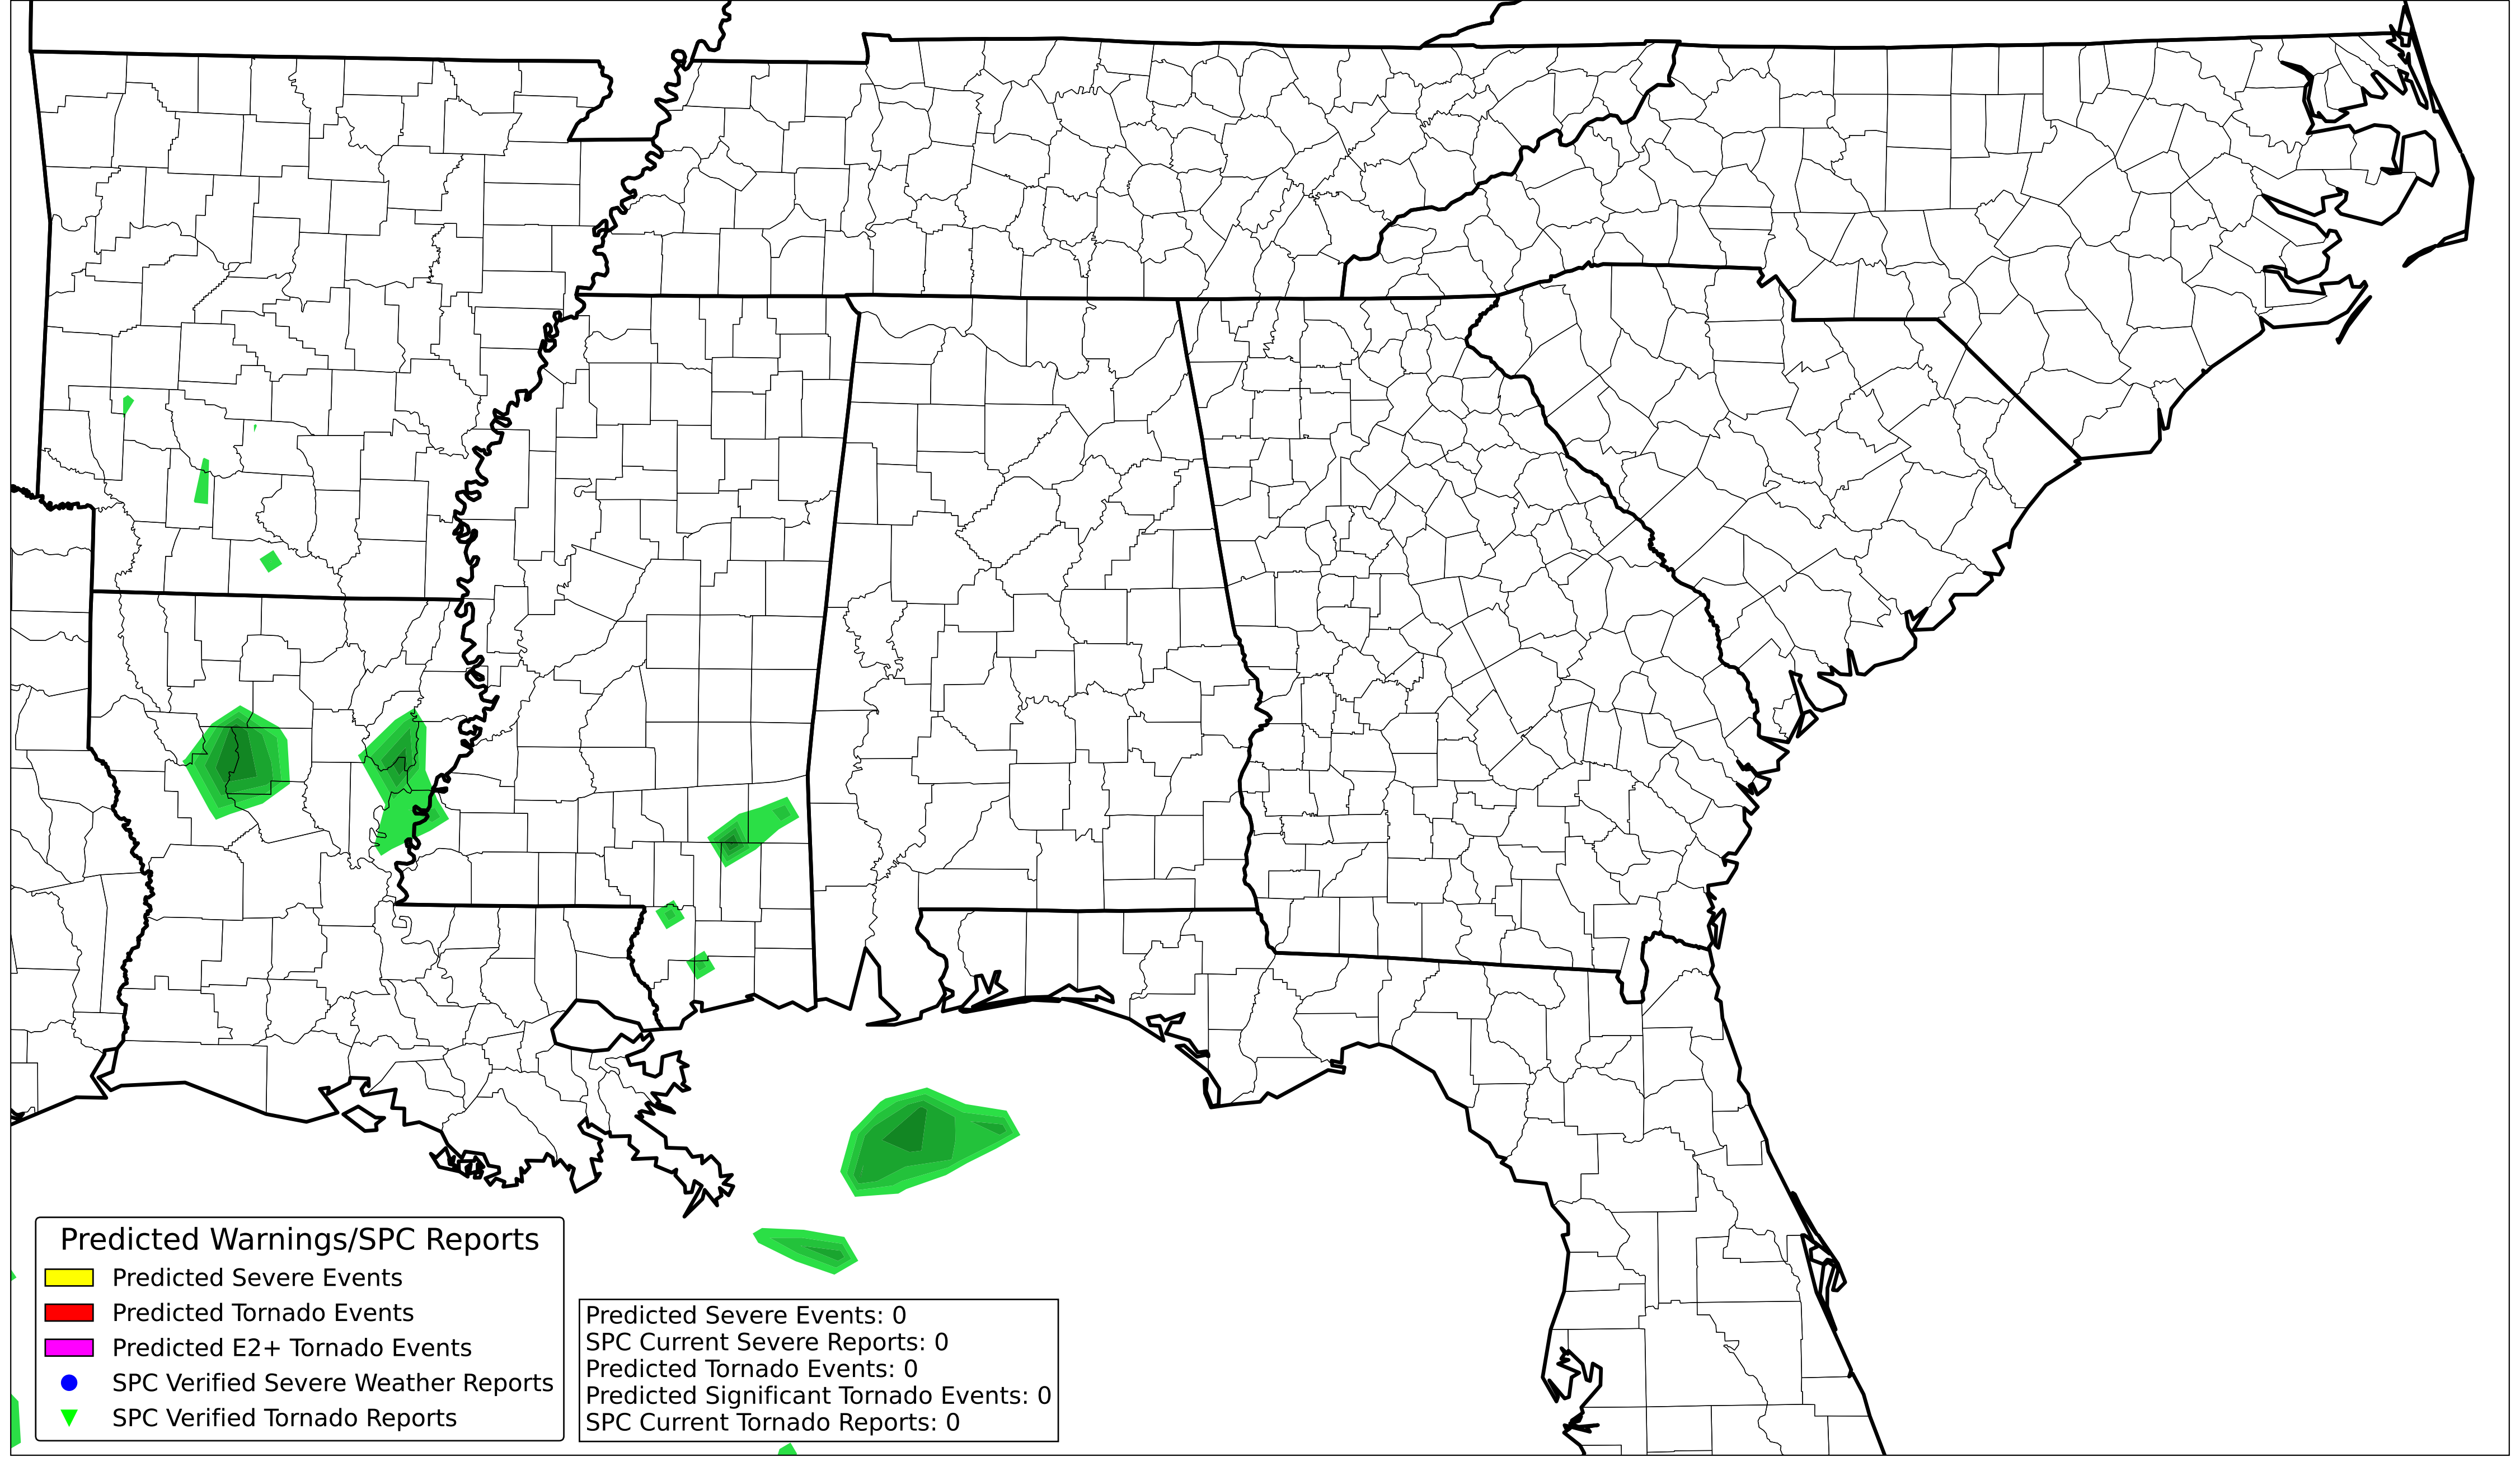 Predicted Warnings/SPC Reports
Predicted Severe Events
Predicted Tornado Events
Predicted E2+ Tornado Events
SPC Verified Severe Weather Reports
SPC Verified Tornado Reports
Predicted Severe Events: 0
SPC Current Severe Reports: 0
Predicted Tornado Events: 0
Predicted Significant Tornado Events: 0
SPC Current Tornado Reports: 0